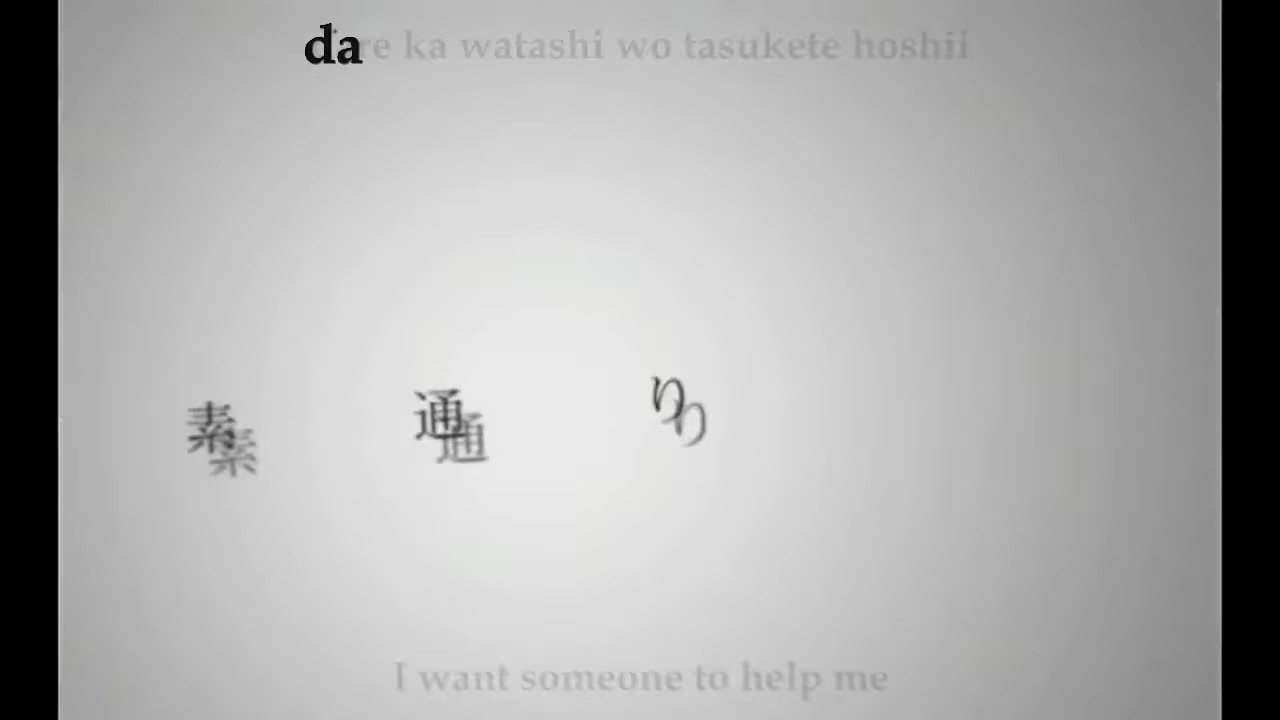 dare ka watashi wo tasukete hoshii
素通り
I want someone to help me